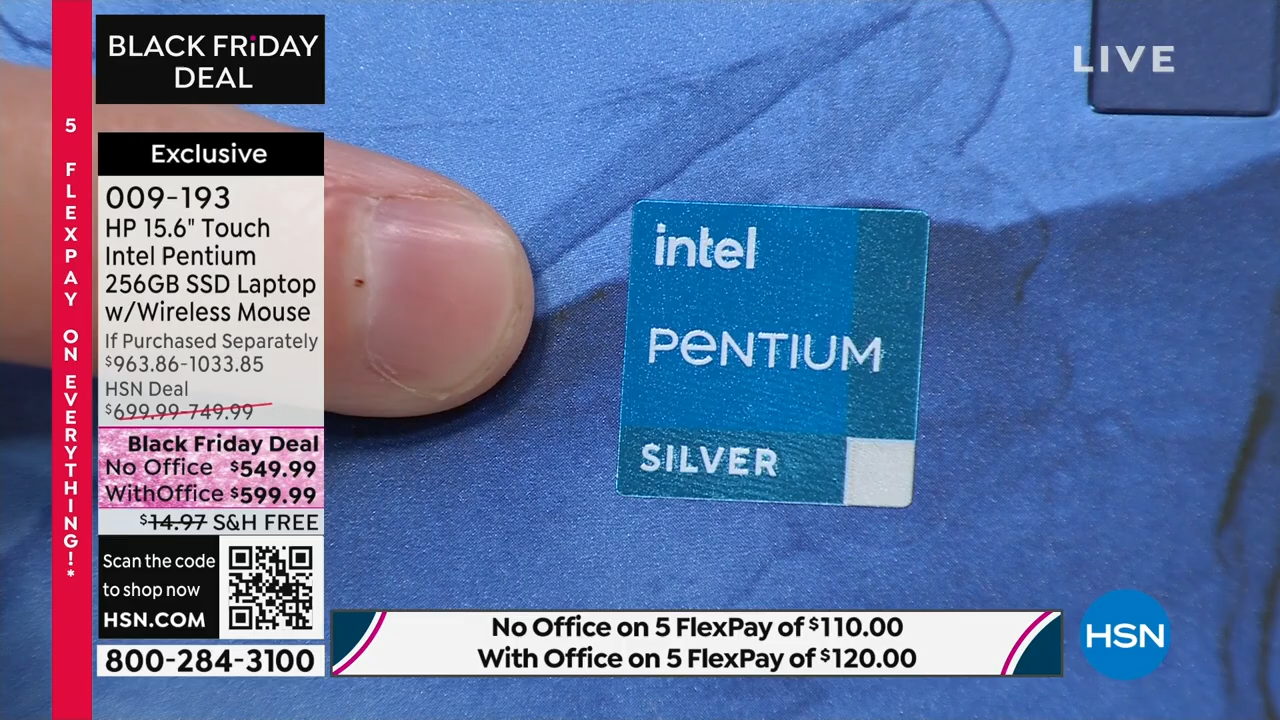 BLACK FRiDAY
DEAL
LIVE
5 FLEXPAY ON EVERYTHING!*
Exclusive
009-193
HP 15.6" Touch
Intel Pentium
256GB SSD Laptop
w/Wireless Mouse
If Purchased Separately
$963.86-1033.85
HSN Deal
$699.99-749.99
Black Friday Deal
No Office $549.99
WithOffice $599.99
$14.97 S&H FREE
Scan the code
to shop now
HSN.COM
800-284-3100
intel
PeNTIUM
SILVER
No Office on 5 FlexPay of $110.00
With Office on 5 FlexPay of $120.00
HSN